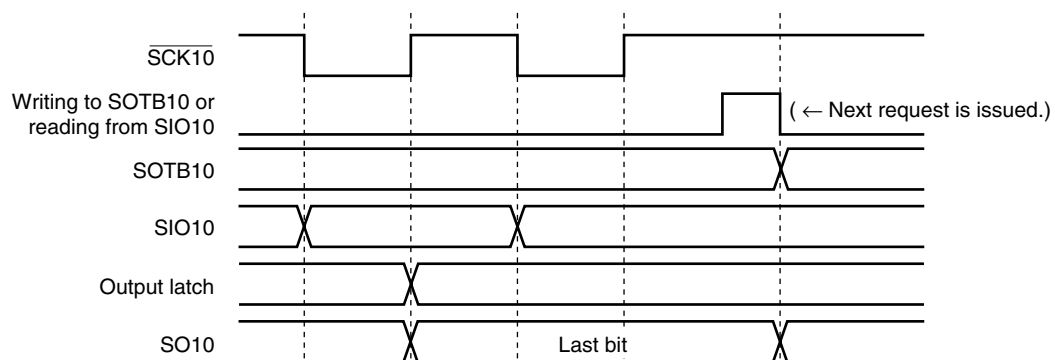 SCK10
Writing to SOTB10 or
reading from SIO10
( ← Next request is issued.)
SOTB10
SIO10
Output latch
SO10
Last bit